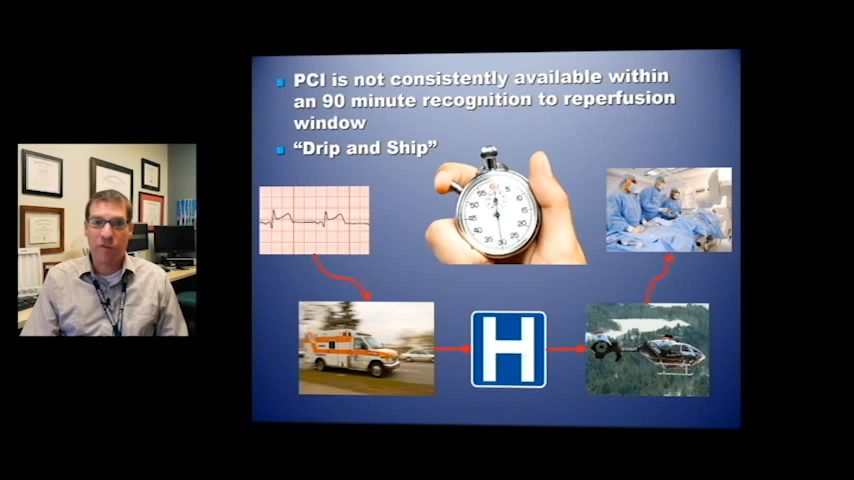 PCI is not consistently available within
an 90 minute recognition to reperfusion
window
“Drip and Ship”
H